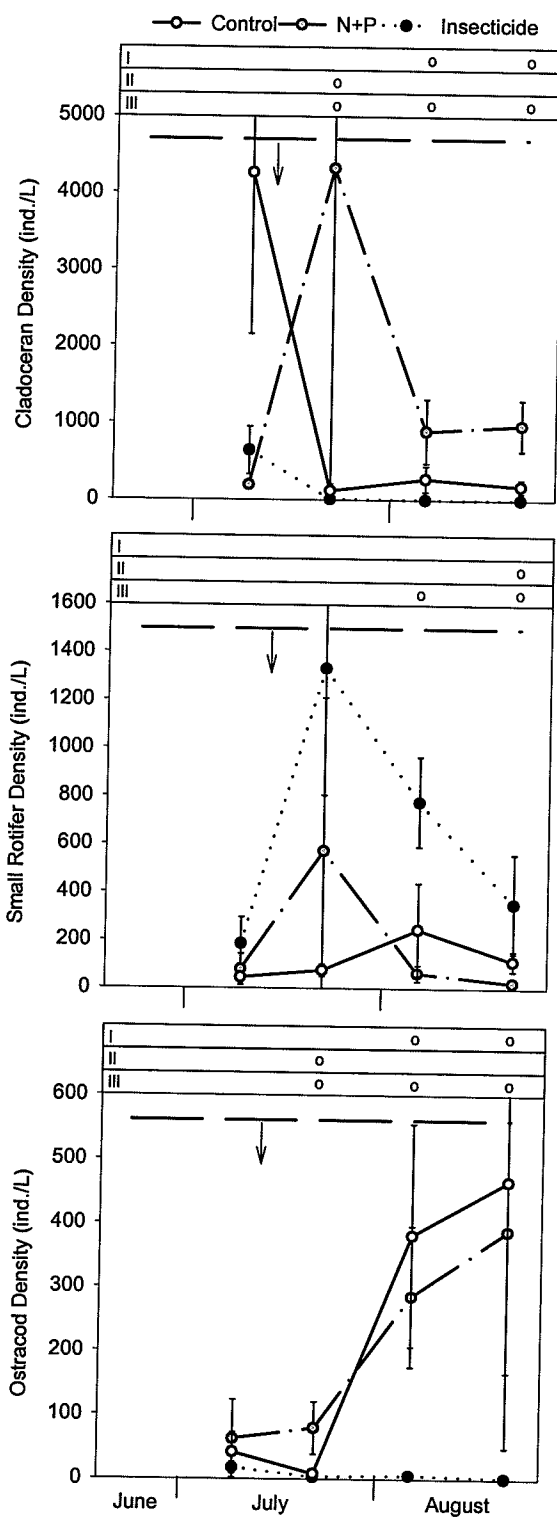 Control N+P Insecticide
I o o
II o
III o o o
5000
4000
3000
2000
1000
0
Cladoceran Density (ind./L)
I
II o
III o o
1600
1400
1200
1000
800
600
400
200
0
Small Rotifer Density (ind./L)
I o o
II o
III o o o
600
500
400
300
200
100
0
Ostracod Density (ind./L)
June July August